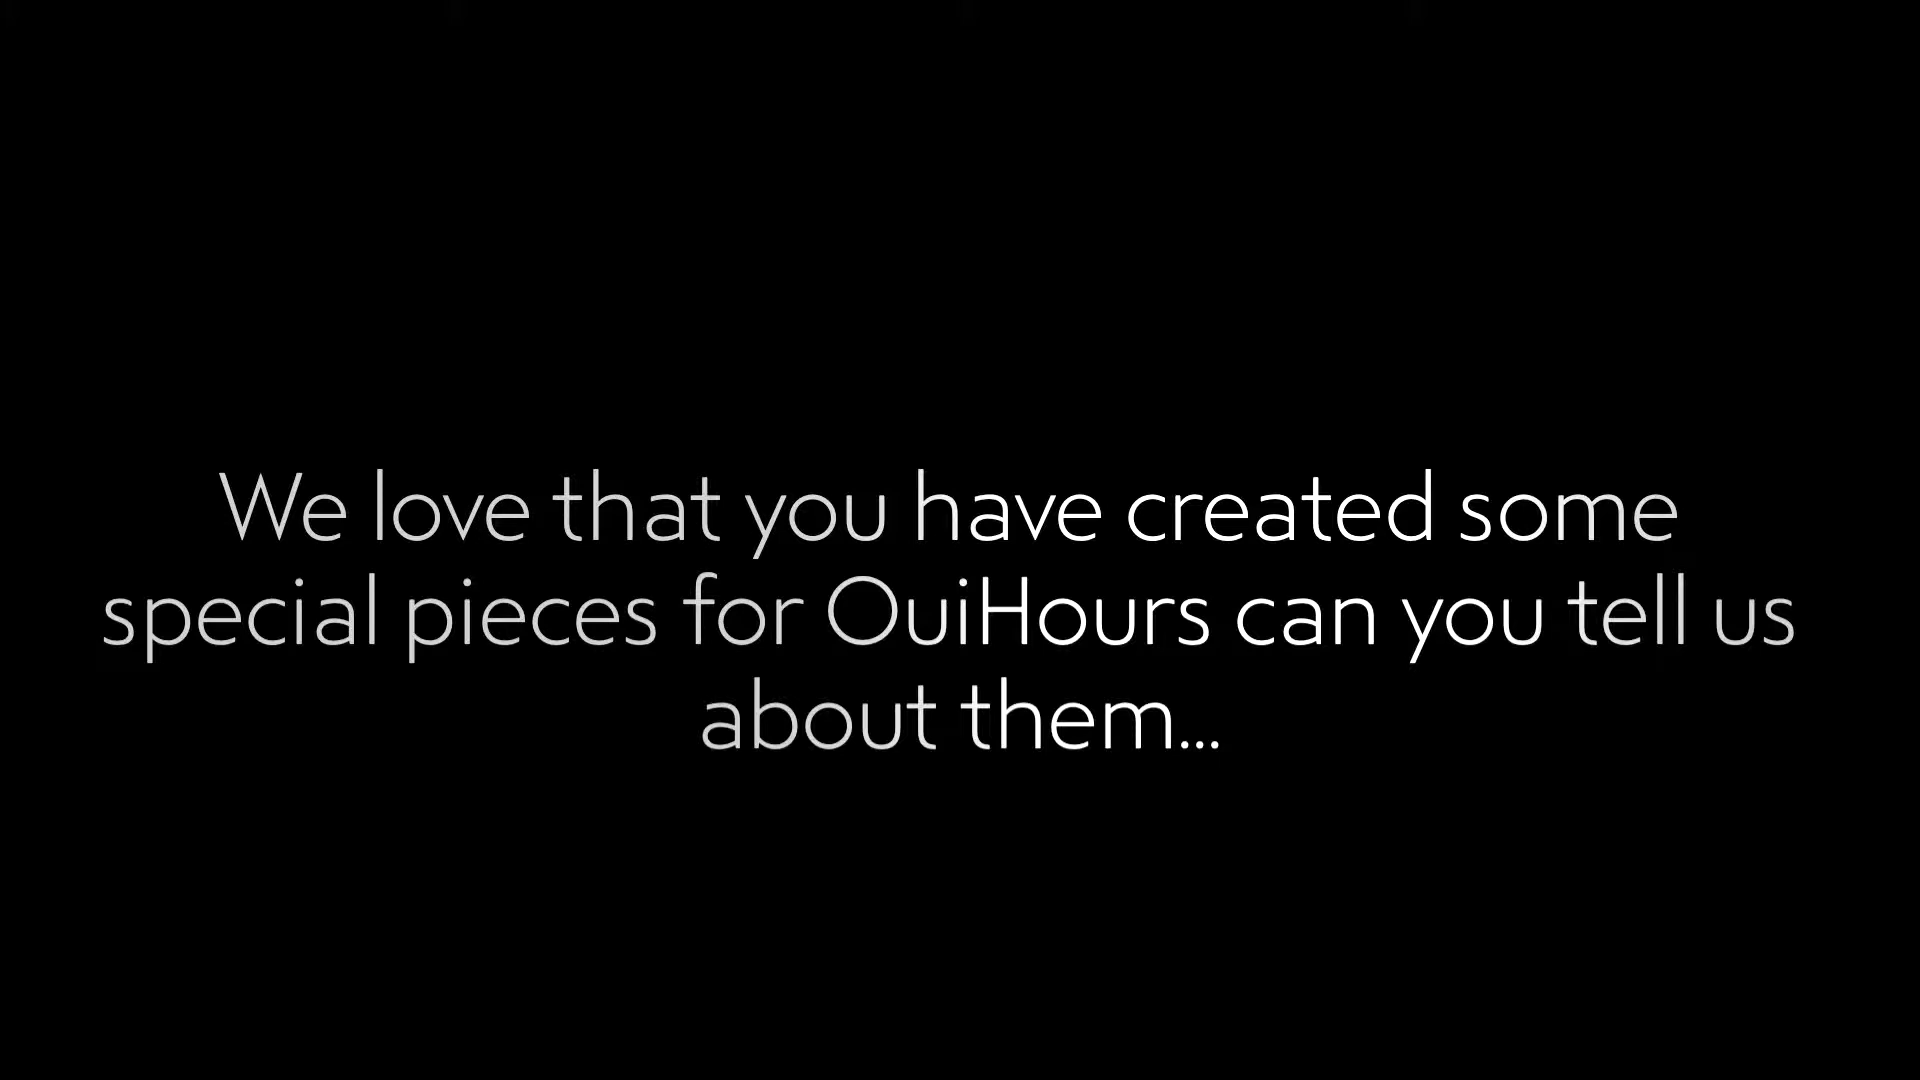 We love that you have created some
special pieces for OuiHours can you tell us
about them...